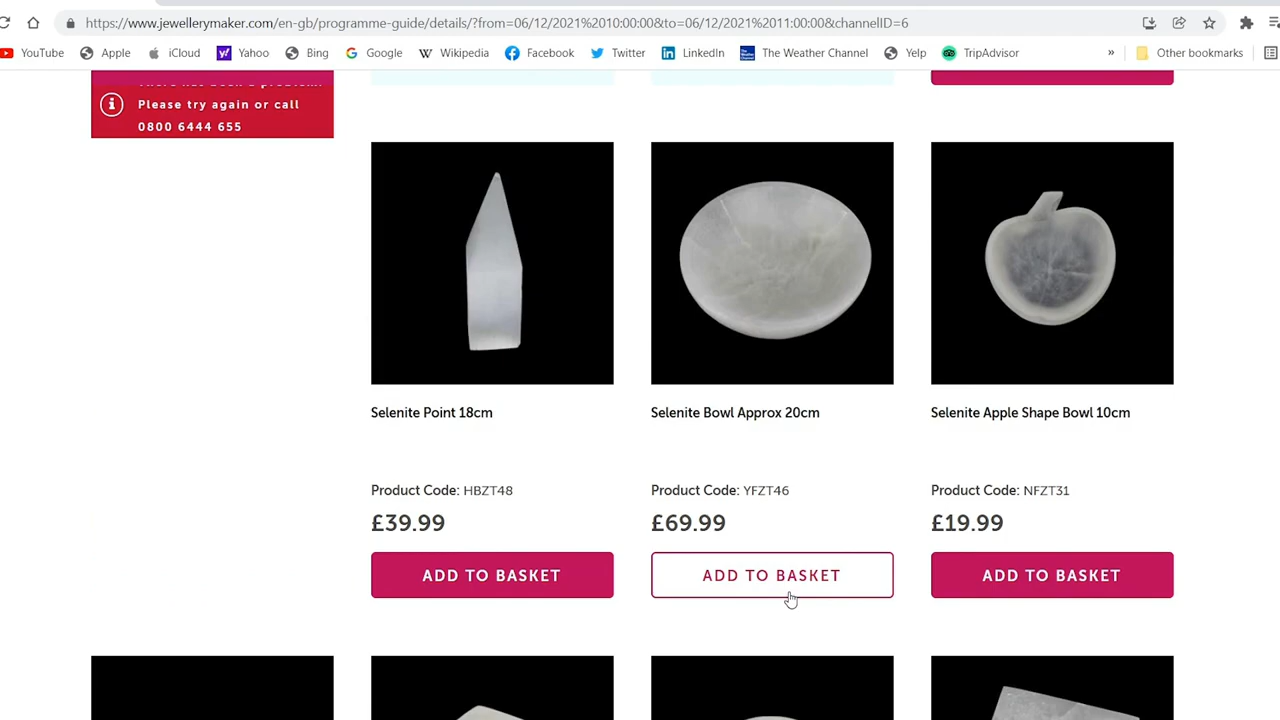 https://www.jewellerymaker.com/en-gb/programme-guide/details/?from=06/12/2021%2010:00:00&to=06/12/2021%2011:00:00&channelID=6
YouTube Apple iCloud Yahoo Bing Google Wikipedia Facebook Twitter LinkedIn The Weather Channel Yelp TripAdvisor » Other bookmarks
There has been a problem.
Please try again or call
0800 6444 655
Selenite Point 18cm
Product Code: HBZT48
£39.99
ADD TO BASKET
Selenite Bowl Approx 20cm
Product Code: YFZT46
£69.99
ADD TO BASKET
Selenite Apple Shape Bowl 10cm
Product Code: NFZT31
£19.99
ADD TO BASKET